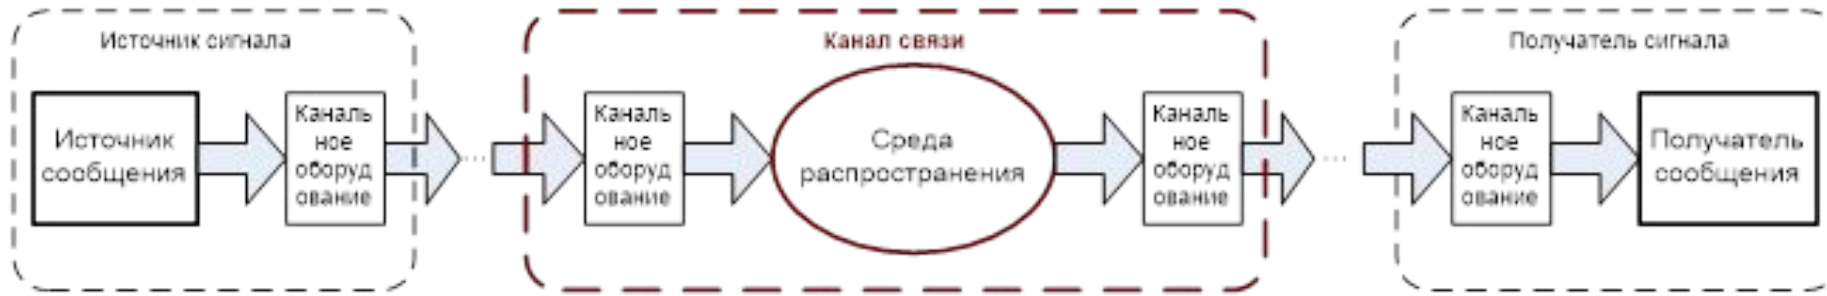 Источник сигнала
Канал связи
Получатель сигнала
Источник
сообщения
Каналь
ное
оборуд
ование
...
Каналь
ное
оборуд
ование
Среда
распространения
Каналь
ное
оборуд
ование
...
Каналь
ное
оборуд
ование
Получатель
сообщения